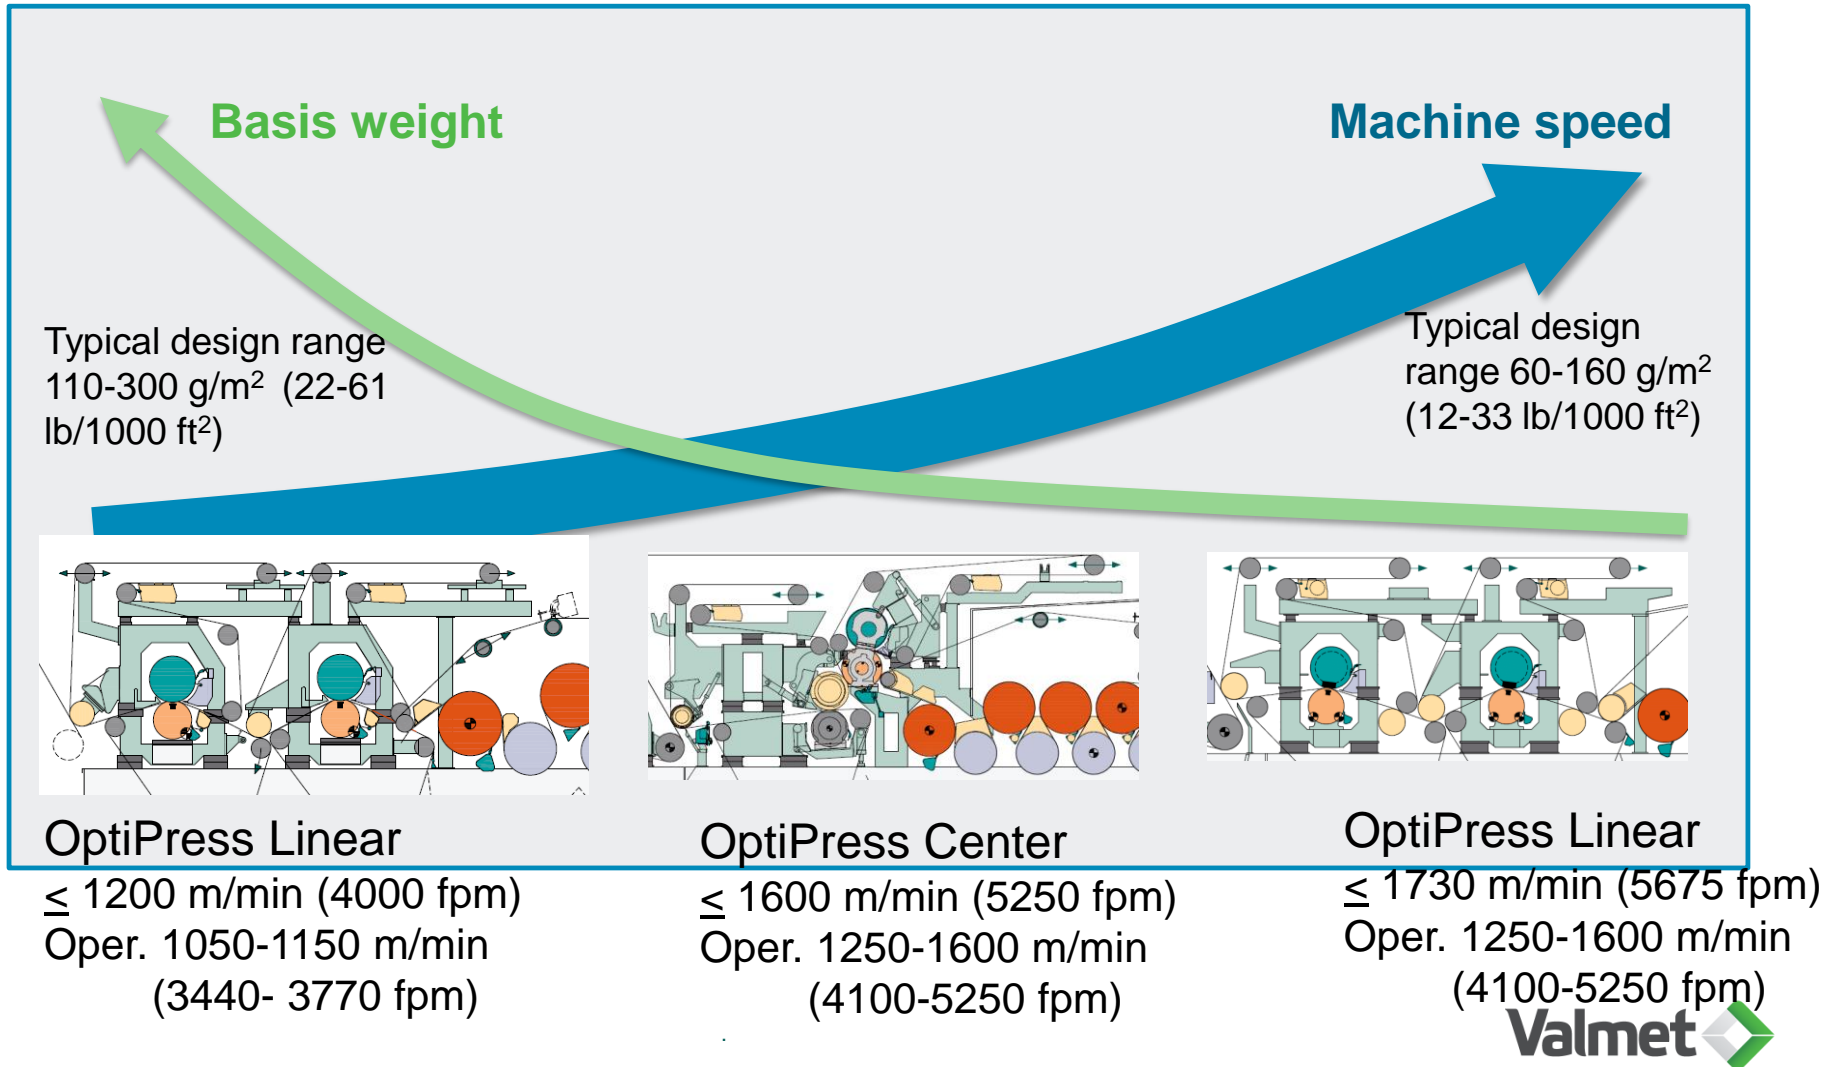 Basis weight
Machine speed
Typical design range
110-300 g/m² (22-61
lb/1000 ft²)
Typical design
range 60-160 g/m²
(12-33 lb/1000 ft²)
OptiPress Linear
≤ 1200 m/min (4000 fpm)
Oper. 1050-1150 m/min
(3440- 3770 fpm)
OptiPress Center
≤ 1600 m/min (5250 fpm)
Oper. 1250-1600 m/min
(4100-5250 fpm)
OptiPress Linear
≤ 1730 m/min (5675 fpm)
Oper. 1250-1600 m/min
(4100-5250 fpm)
Valmet